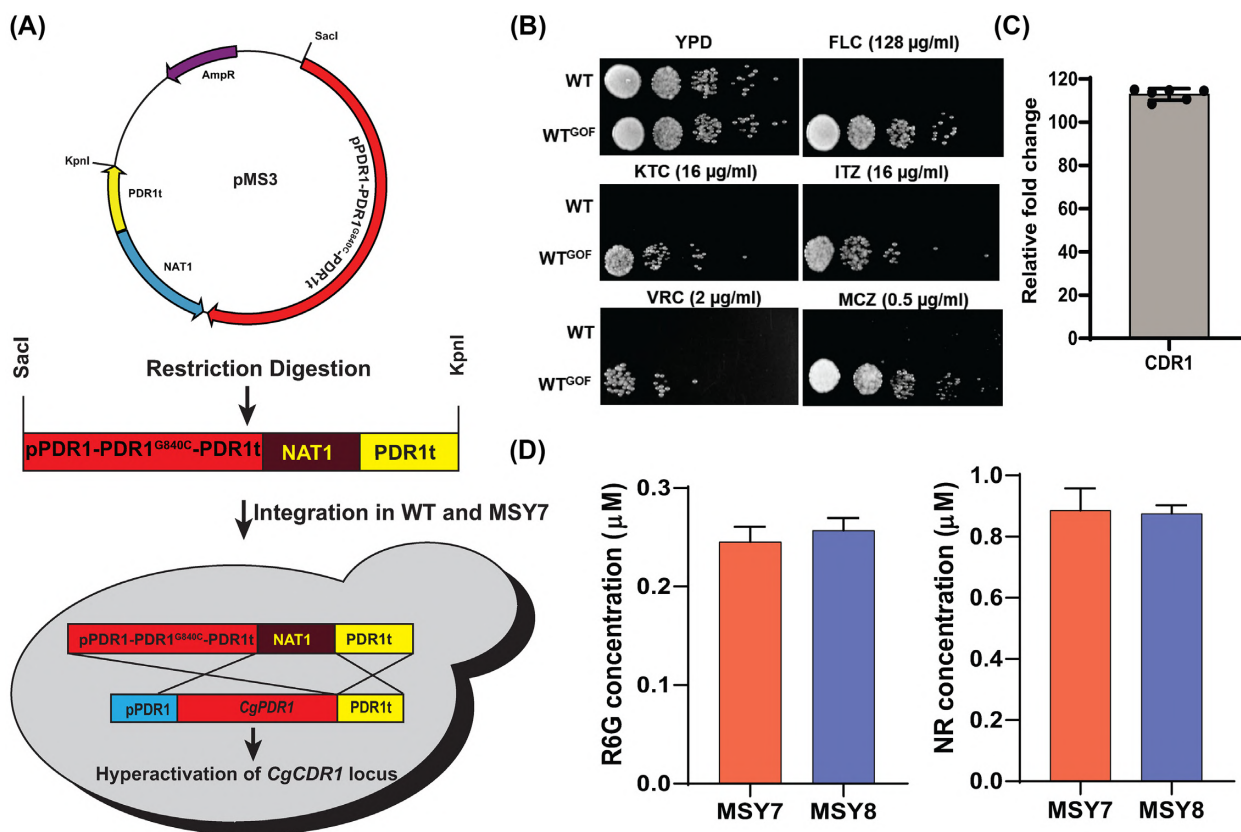 (A)
SacI
AmpR
KpnI
pMS3
PDR1t
NAT1
pPDR1-PDR1G840C-PDR1t
SacI
Restriction Digestion
KpnI
pPDR1-PDR1G840C-PDR1t NAT1 PDR1t
Integration in WT and MSY7
pPDR1-PDR1G840C-PDR1t NAT1 PDR1t
pPDR1 CgPDR1 PDR1t
Hyperactivation of CgCDR1 locus
(B)
YPD FLC (128 µg/ml)
WT
WTGOF
KTC (16 µg/ml) ITZ (16 µg/ml)
WT
WTGOF
VRC (2 µg/ml) MCZ (0.5 µg/ml)
WT
WTGOF
(C)
Relative fold change
120
100
80
60
40
20
0
CDR1
(D)
R6G concentration (µM)
0.3
0.2
0.1
0.0
MSY7 MSY8
NR concentration (µM)
1.0
0.8
0.6
0.4
0.2
0.0
MSY7 MSY8